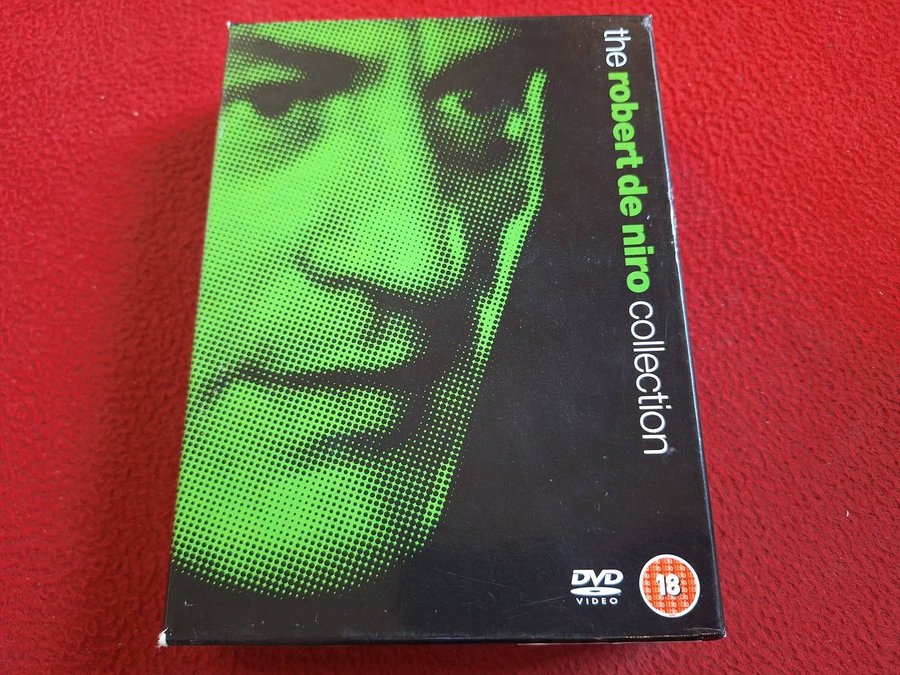 the robert de niro collection
DVD
VIDEO
18